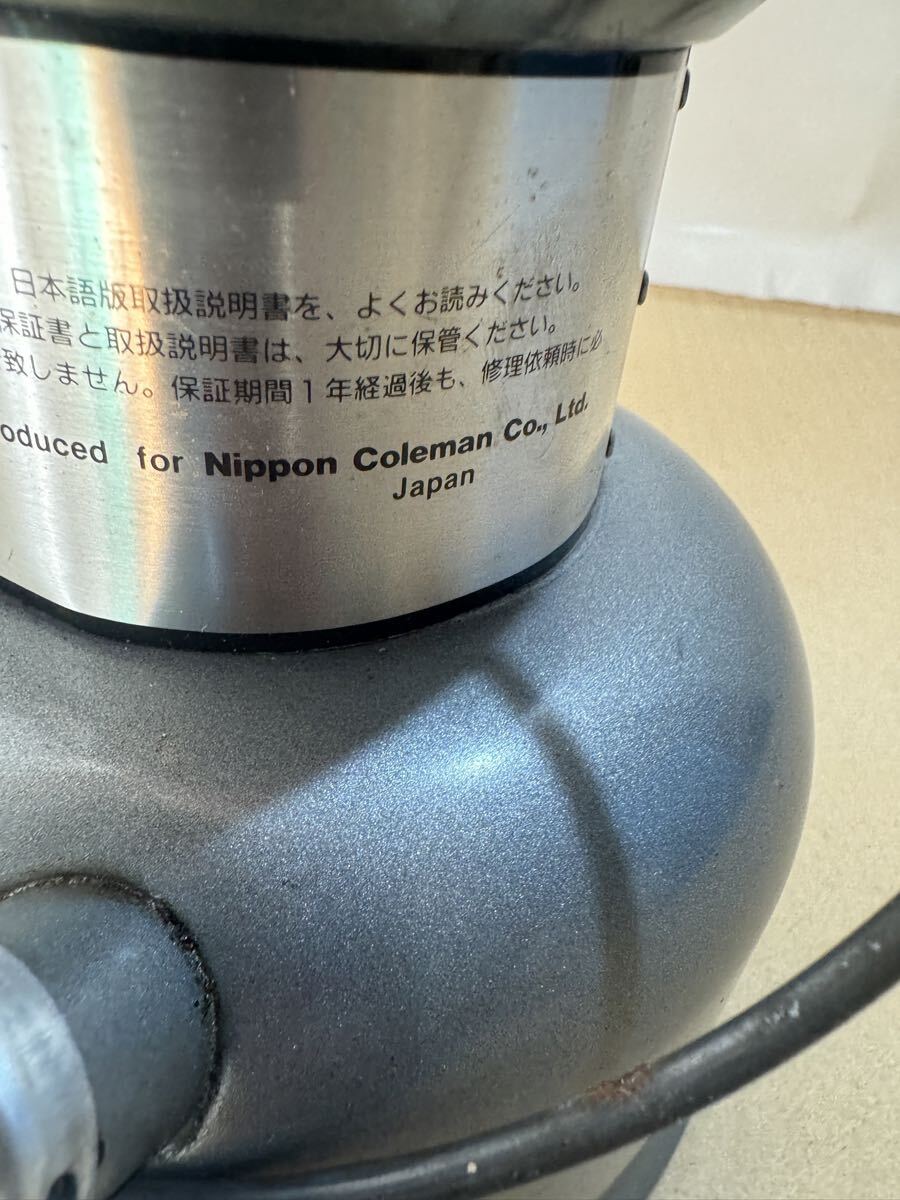 日本語版取扱説明書を、よくお読みください。
保証書と取扱説明書は、大切に保管ください。
致しません。保証期間1年経過後も、修理依頼時に必
oduced for Nippon Coleman Co., Ltd.
Japan